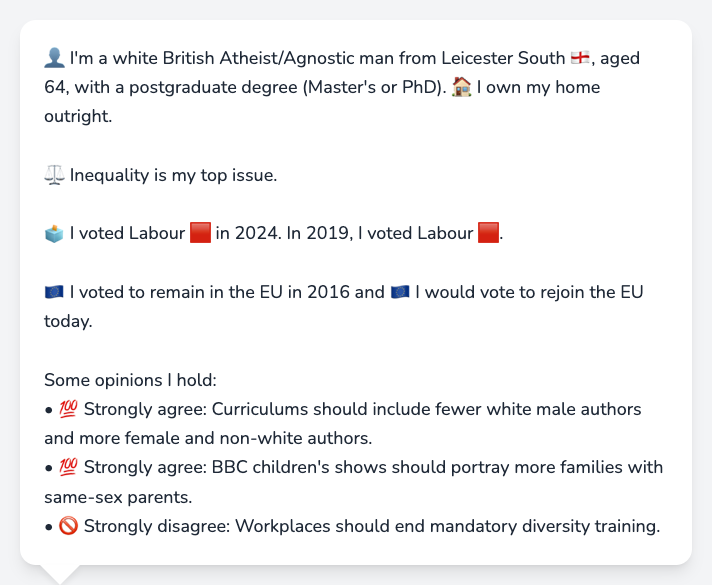 👤 I'm a white British Atheist/Agnostic man from Leicester South 🏴󠁧󠁢󠁥󠁮󠁧󠁿, aged
64, with a postgraduate degree (Master's or PhD). 🏠 I own my home
outright.
⚖️ Inequality is my top issue.
🗳️ I voted Labour 🟥 in 2024. In 2019, I voted Labour 🟥.
🇪🇺 I voted to remain in the EU in 2016 and 🇪🇺 I would vote to rejoin the EU
today.
Some opinions I hold:
• 💯 Strongly agree: Curriculums should include fewer white male authors
and more female and non-white authors.
• 💯 Strongly agree: BBC children's shows should portray more families with
same-sex parents.
• 🚫 Strongly disagree: Workplaces should end mandatory diversity training.